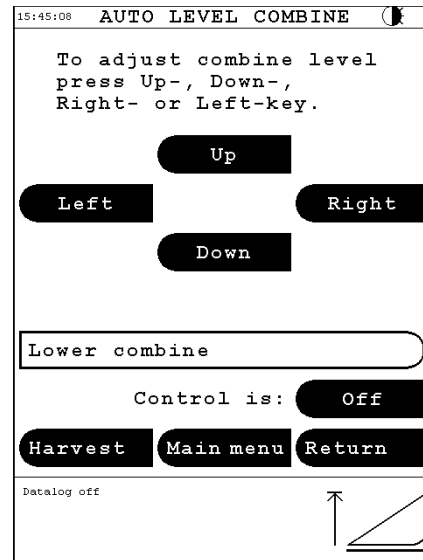 15:45:08 AUTO LEVEL COMBINE
To adjust combine level
press Up-, Down-,
Right- or Left-key.
Up
Left Right
Down
Lower combine
Control is: Off
Harvest Main menu Return
Datalog off